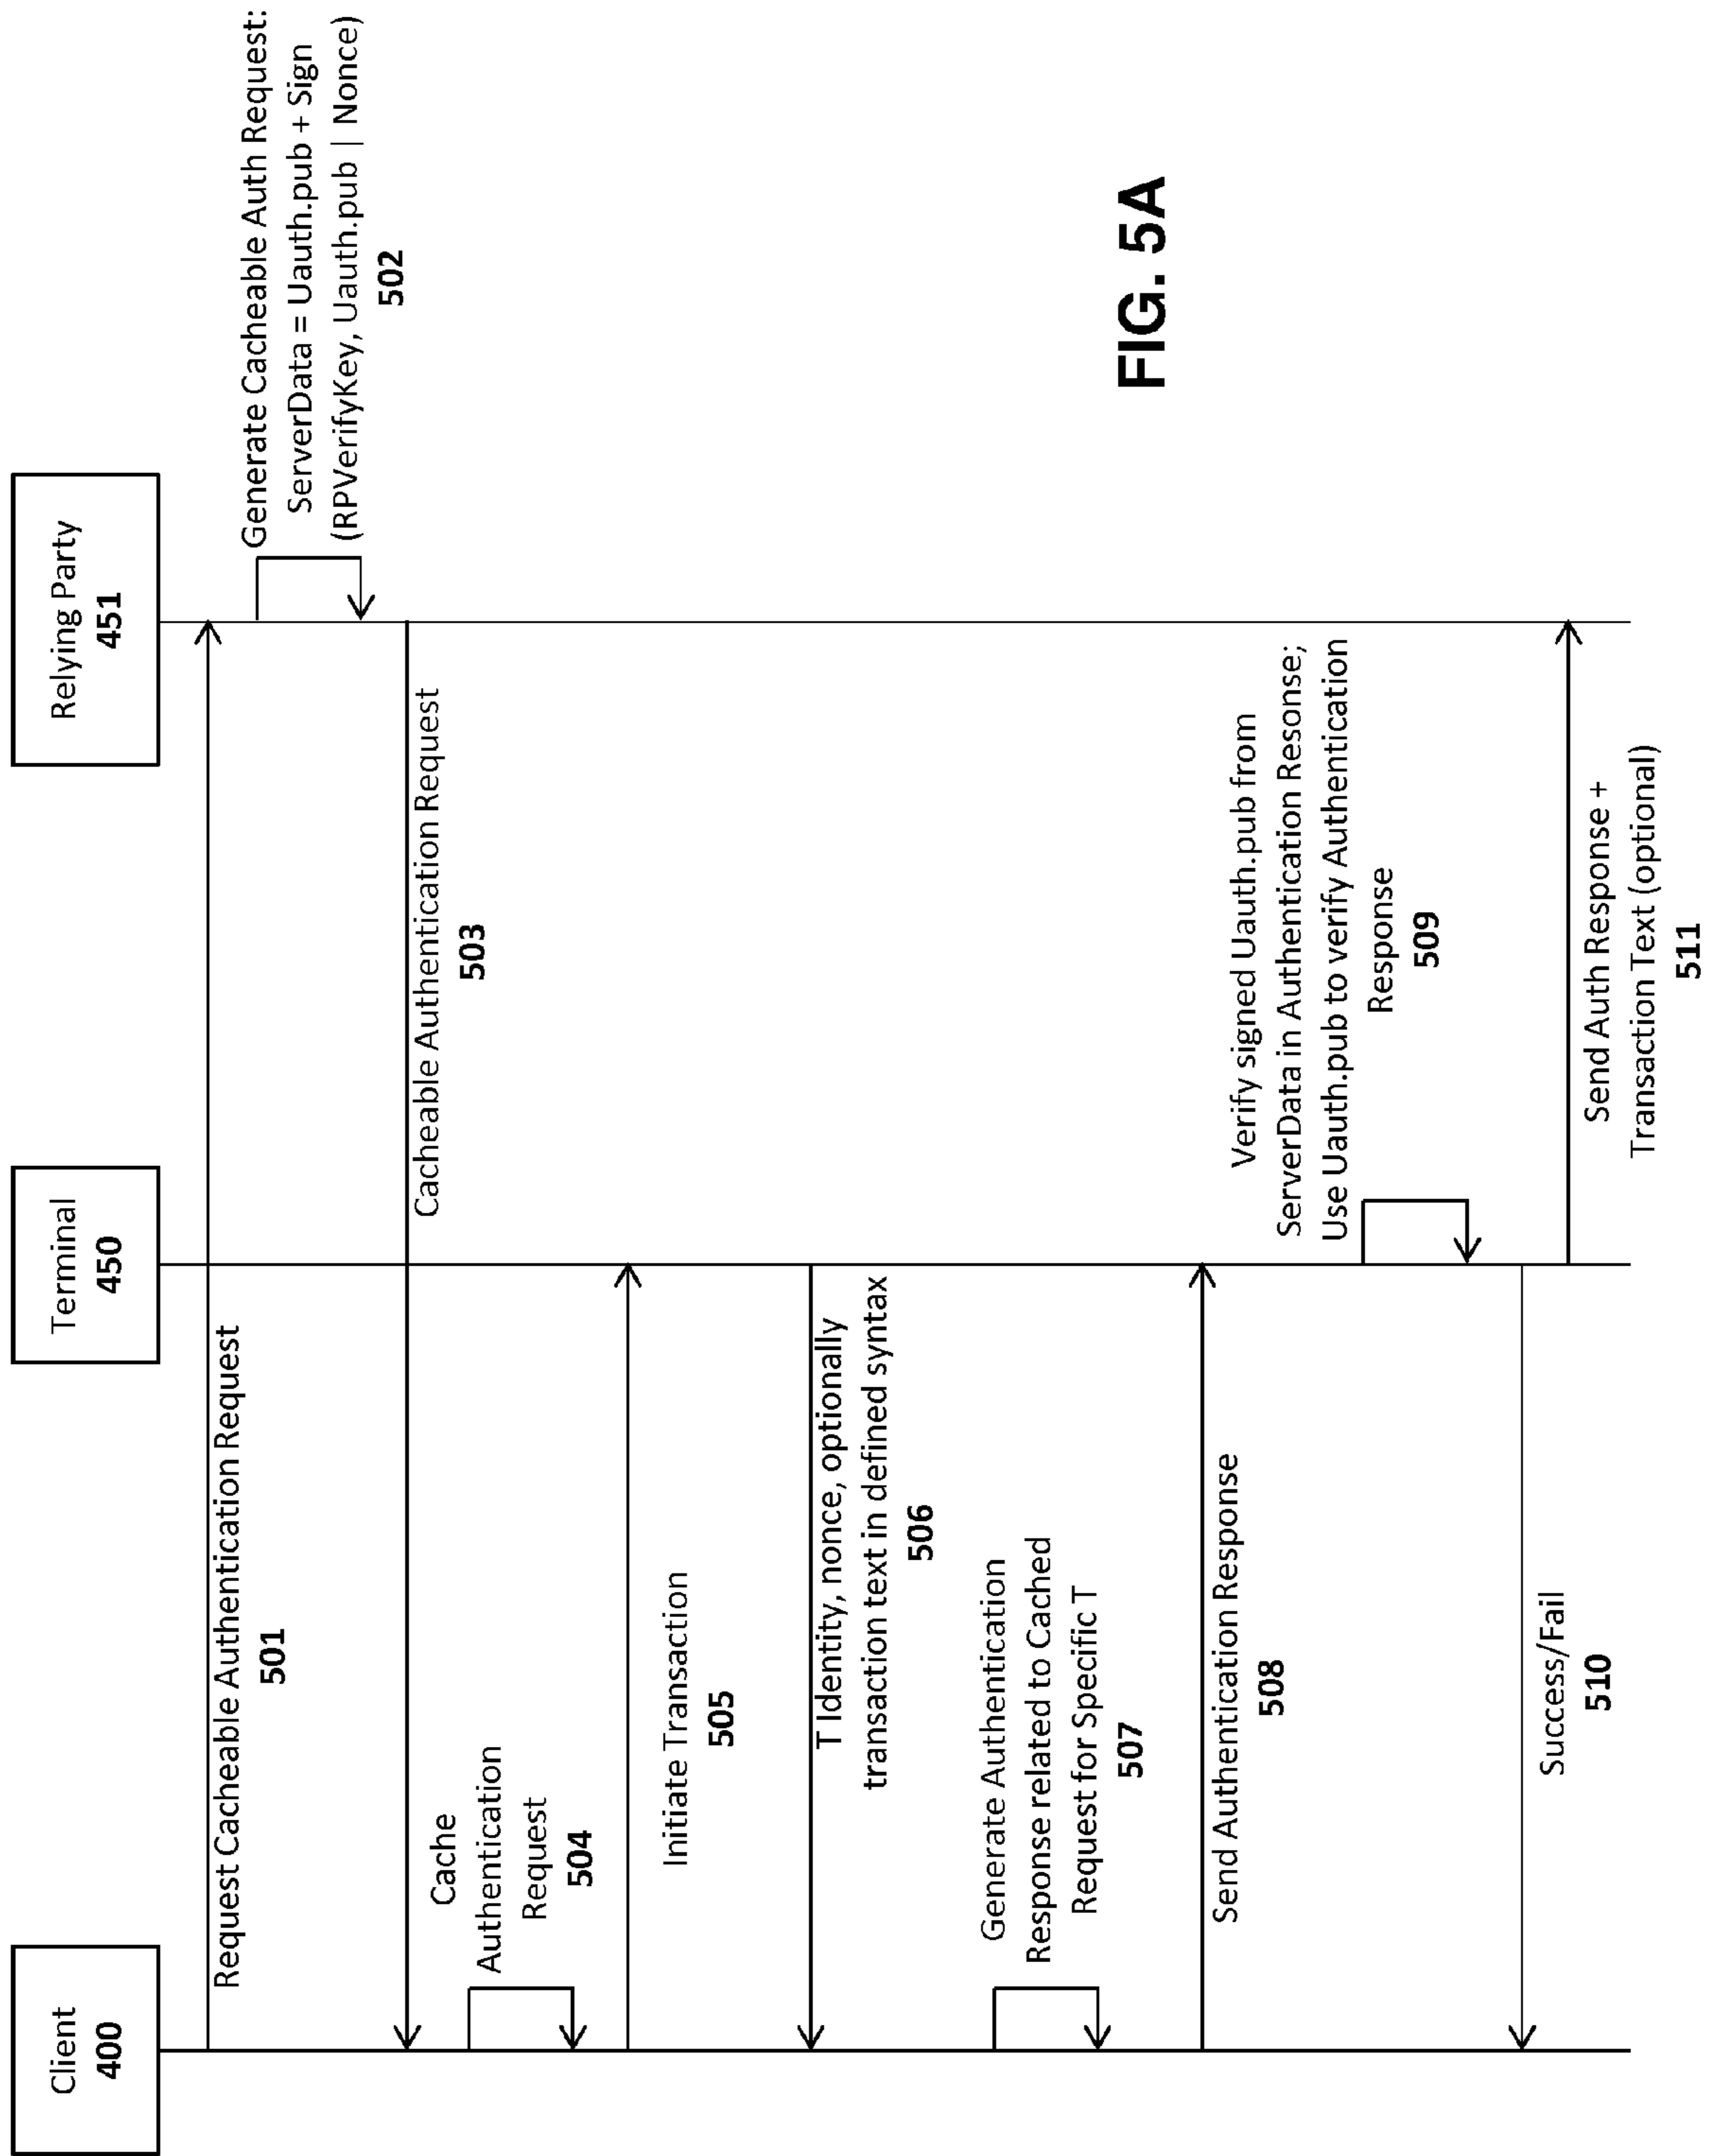 Client
400
Terminal
450
Relying Party
451
Request Cacheable Authentication Request
501
Generate Cacheable Auth Request:
ServerData = Uauth.pub + Sign
(RPVerifyKey, Uauth.pub | Nonce)
502
Cacheable Authentication Request
503
Cache
Authentication
Request
504
Initiate Transaction
505
T Identity, nonce, optionally
transaction text in defined syntax
506
Generate Authentication
Response related to Cached
Request for Specific T
507
Send Authentication Response
508
Verify signed Uauth.pub from
ServerData in Authentication Resonse;
Use Uauth.pub to verify Authentication
Response
509
Success/Fail
510
Send Auth Response +
Transaction Text (optional)
511
FIG. 5A